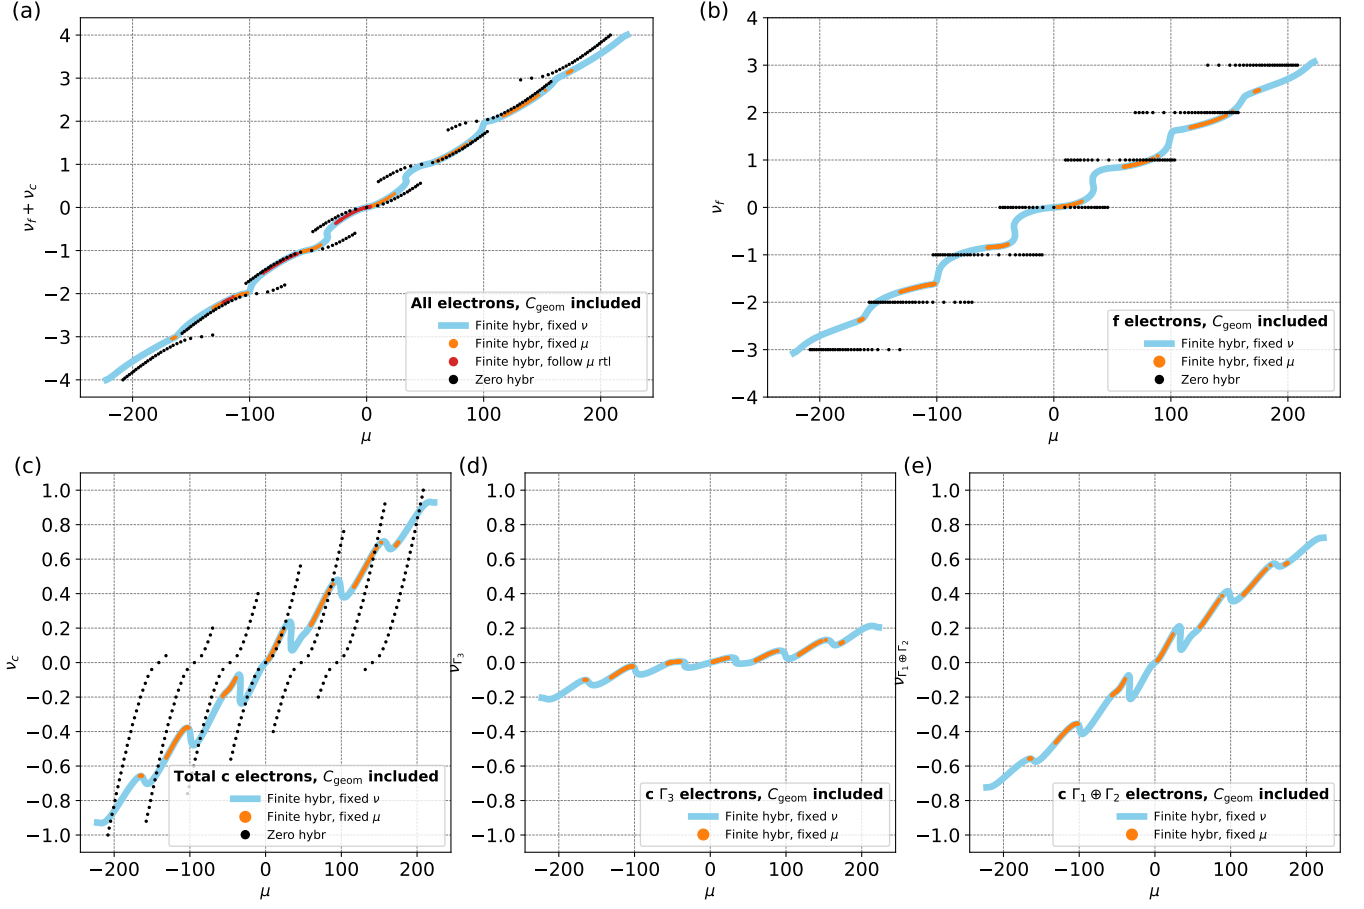 (a)
4
3
2
1
0
−1
−2
−3
−4
ν_f + ν_c
−200 −100 0 100 200
μ
All electrons, C_geom included
Finite hybr, fixed ν
Finite hybr, fixed μ
Finite hybr, follow μ rtl
Zero hybr
(b)
4
3
2
1
0
−1
−2
−3
−4
ν_f
−200 −100 0 100 200
μ
f electrons, C_geom included
Finite hybr, fixed ν
Finite hybr, fixed μ
Zero hybr
(c)
1.0
0.8
0.6
0.4
0.2
0.0
−0.2
−0.4
−0.6
−0.8
−1.0
ν_c
−200 −100 0 100 200
μ
Total c electrons, C_geom included
Finite hybr, fixed ν
Finite hybr, fixed μ
Zero hybr
(d)
1.0
0.8
0.6
0.4
0.2
0.0
−0.2
−0.4
−0.6
−0.8
−1.0
ν_Γ₃
−200 −100 0 100 200
μ
c Γ₃ electrons, C_geom included
Finite hybr, fixed ν
Finite hybr, fixed μ
(e)
1.0
0.8
0.6
0.4
0.2
0.0
−0.2
−0.4
−0.6
−0.8
−1.0
ν_Γ₁⊕Γ₂
−200 −100 0 100 200
μ
c Γ₁ ⊕ Γ₂ electrons, C_geom included
Finite hybr, fixed ν
Finite hybr, fixed μ